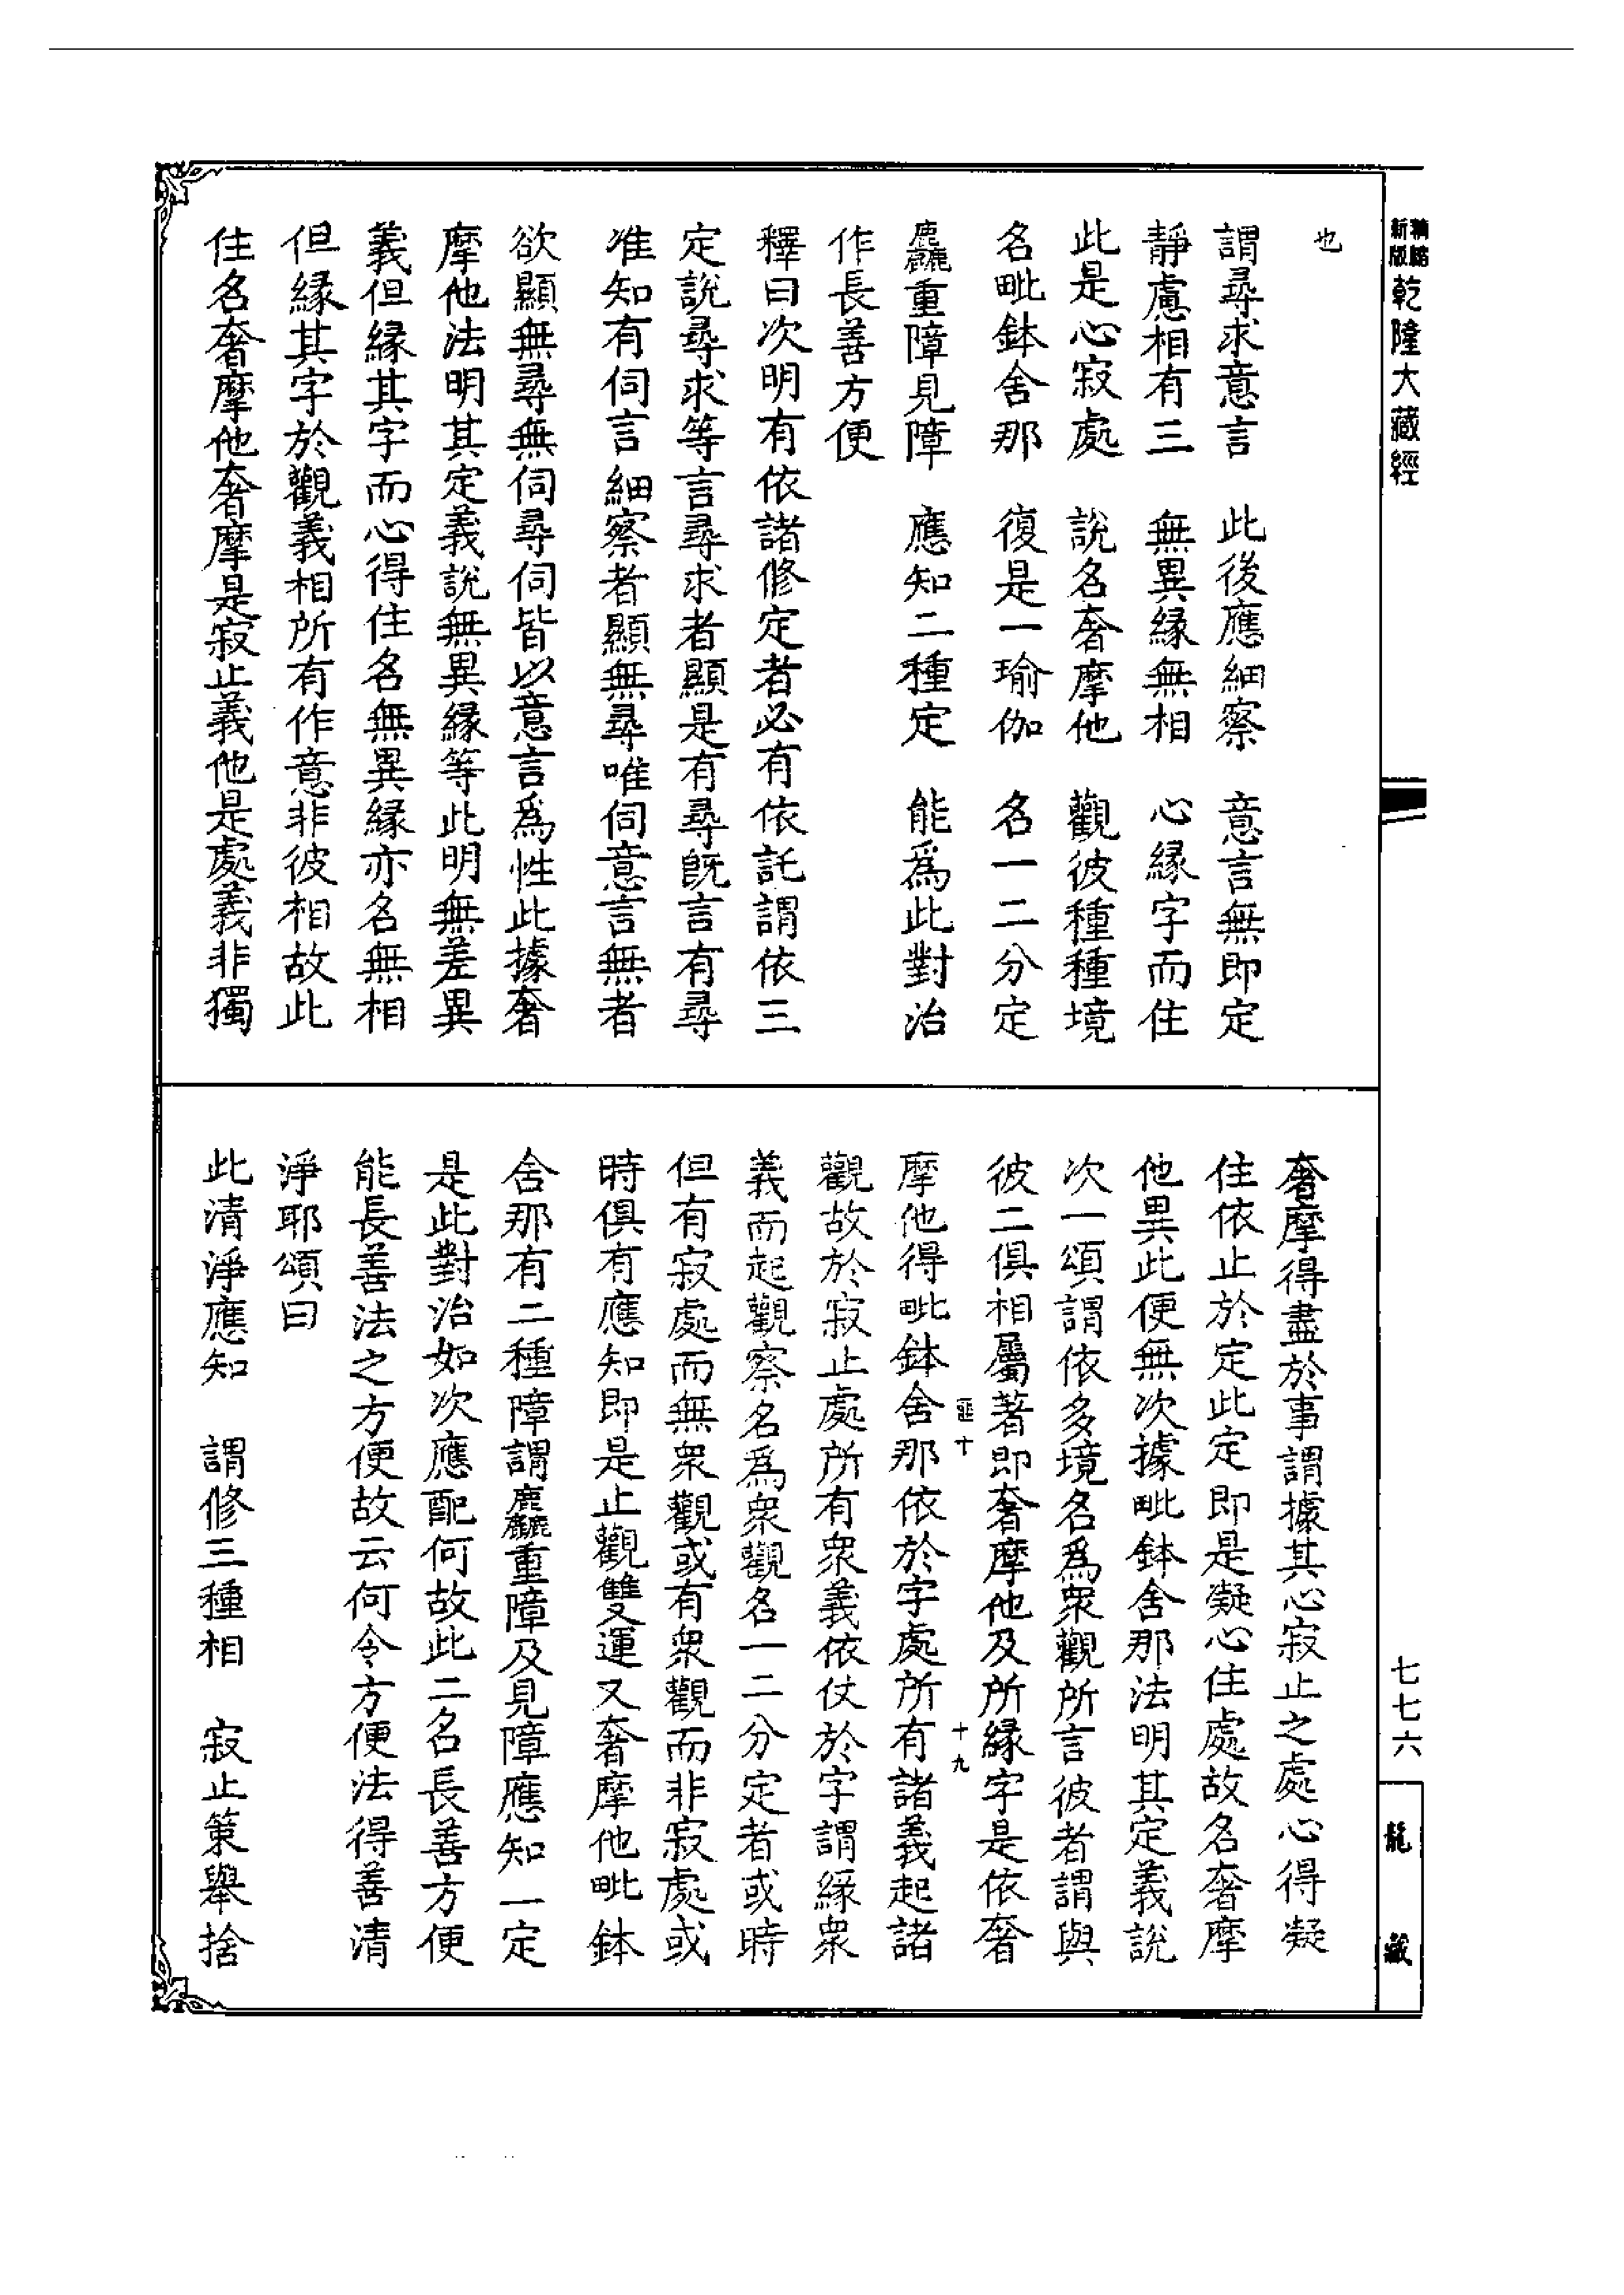 新版
精縮
乾隆大藏經
七七六
龍藏
也
謂尋求意言　此後應細察　意言無即定
靜慮相有三　無異緣無相　心緣字而住
此是心寂處　說名奢摩他　觀彼種種境
名毗鉢舍那　復是一瑜伽　名一二分定
麤重障見障　應知二種定　能爲此對治
作長善方便
釋曰次明有依諸修定者必有依託謂依三
定說尋求等言尋求者顯是有尋既言有尋
准知有伺言細察者顯無尋唯伺意言無者
欲顯無尋無伺尋伺皆以意言爲性此據奢
摩他法明其定義說無異緣等此明無差異
義但緣其字而心得住名無異緣亦名無相
但緣其字於觀義相所有作意非彼相故此
住名奢摩他奢摩是寂止義他是處義非獨
奢摩得盡於事謂據其心寂止之處心得凝
住依止於定此定即是凝心住處故名奢摩
他異此便無次據毗鉢舍那法明其定義說
次一頌謂依多境名爲衆觀所言彼者謂與
彼二俱相屬著即奢摩他及所緣字是依奢
摩他得毗鉢舍那依於字處所有諸義起諸
十　十九
觀故於寂止處所有衆義依仗於字謂緣衆
義而起觀察名爲衆觀名一二分定者或時
但有寂處而無衆觀或有衆觀而非寂處或
時俱有應知即是止觀雙運又奢摩他毗鉢
舍那有二種障謂麤重障及見障應知一定
是此對治如次應配何故此二名長善方便
能長善法之方便故云何令方便法得善清
淨耶頌曰
此清淨應知　謂修三種相　寂止策舉捨